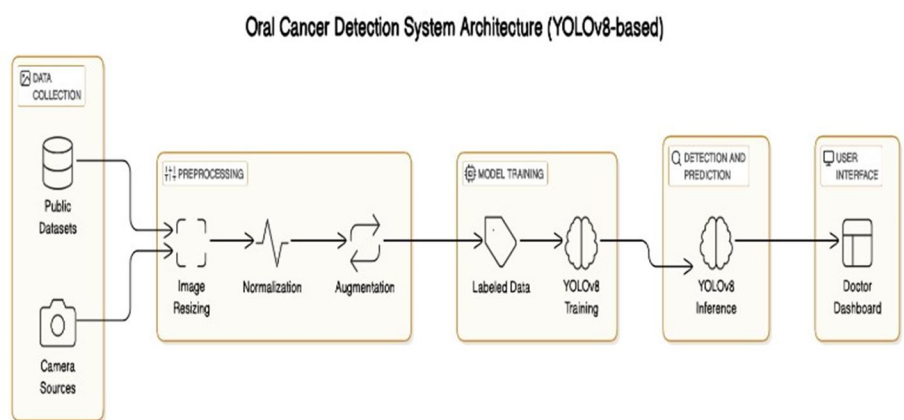 Oral Cancer Detection System Architecture (YOLOv8-based)
DATA
COLLECTION
Public
Datasets
Camera
Sources
PREPROCESSING
Image
Resizing
Normalization
Augmentation
MODEL TRAINING
Labeled Data
YOLOv8
Training
DETECTION AND
PREDICTION
YOLOv8
Inference
USER
INTERFACE
Doctor
Dashboard